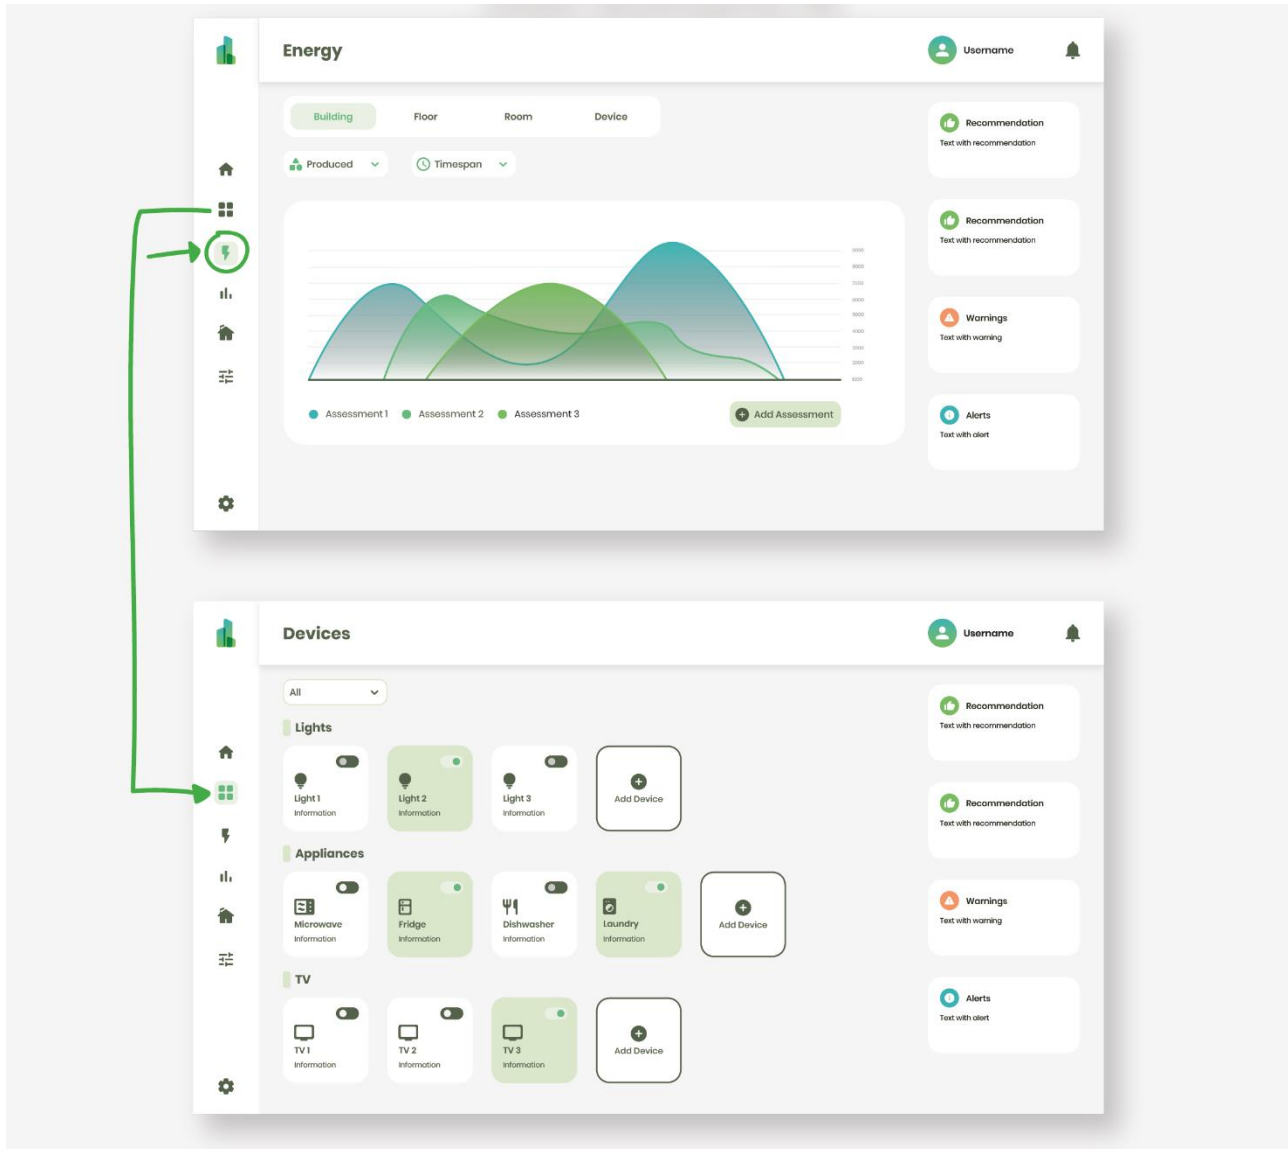 Energy
Username
Building Floor Room Device
Produced Timespan
Recommendation
Text with recommendation
Recommendation
Text with recommendation
Warnings
Text with warning
Alerts
Text with alert
Assessment 1 Assessment 2 Assessment 3
Add Assessment
Devices
Username
All
Lights
Light 1
Information
Light 2
Information
Light 3
Information
Add Device
Appliances
Microwave
Information
Fridge
Information
Dishwasher
Information
Laundry
Information
Add Device
TV
TV 1
Information
TV 2
Information
TV 3
Information
Add Device
Recommendation
Text with recommendation
Recommendation
Text with recommendation
Warnings
Text with warning
Alerts
Text with alert